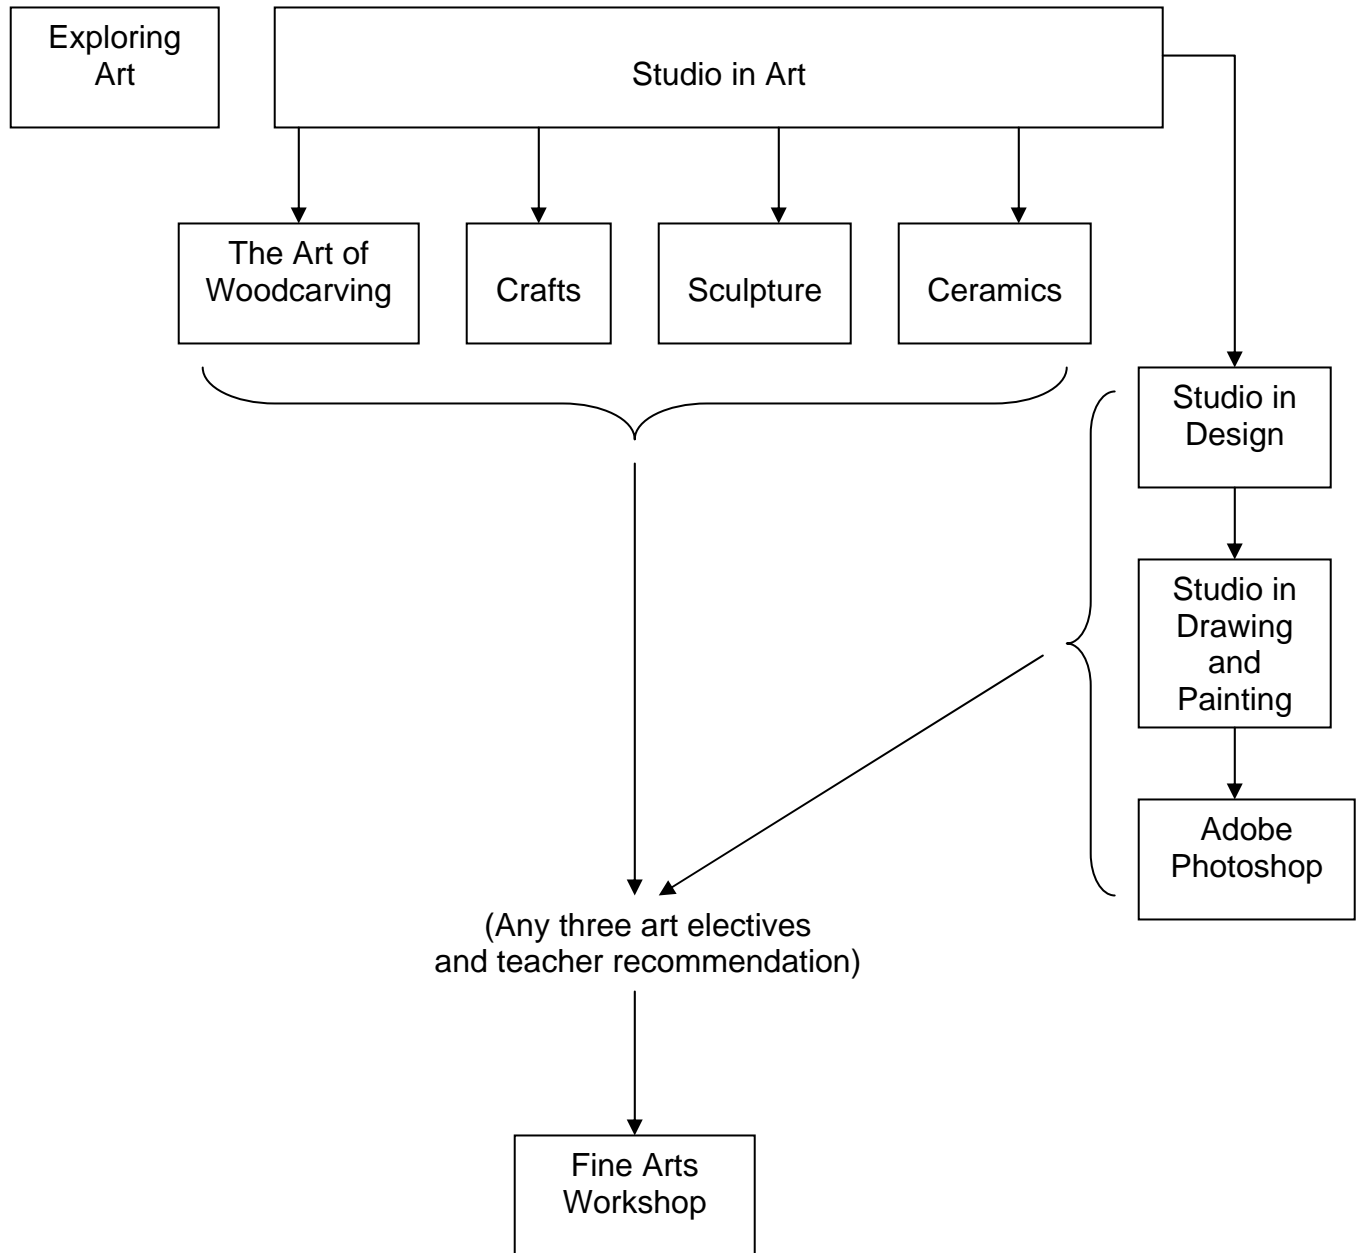 Exploring
Art
Studio in Art
The Art of
Woodcarving
Crafts
Sculpture
Ceramics
Studio in
Design
Studio in
Drawing
and
Painting
Adobe
Photoshop
(Any three art electives
and teacher recommendation)
Fine Arts
Workshop